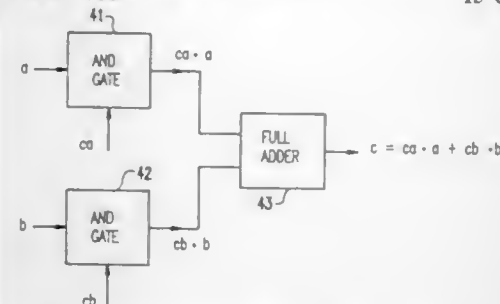 41
a
AND
GATE
ca · a
ca
FULL
ADDER
c = ca · a + cb · b
43
42
b
AND
GATE
cb · b
cb